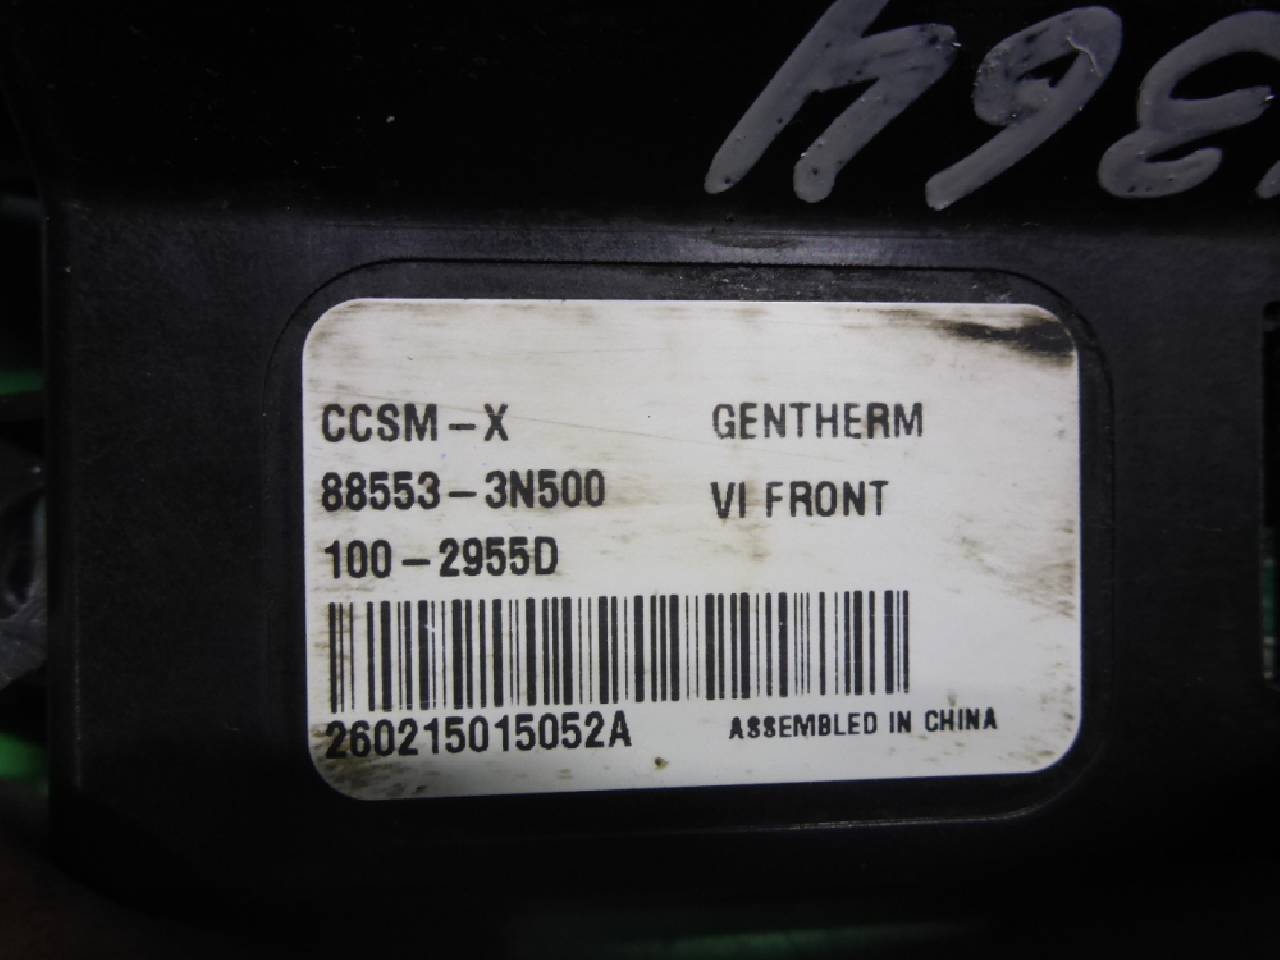 CCSM-X GENTHERM
88553-3N500 VI FRONT
100-2955D
260215015052A ASSEMBLED IN CHINA